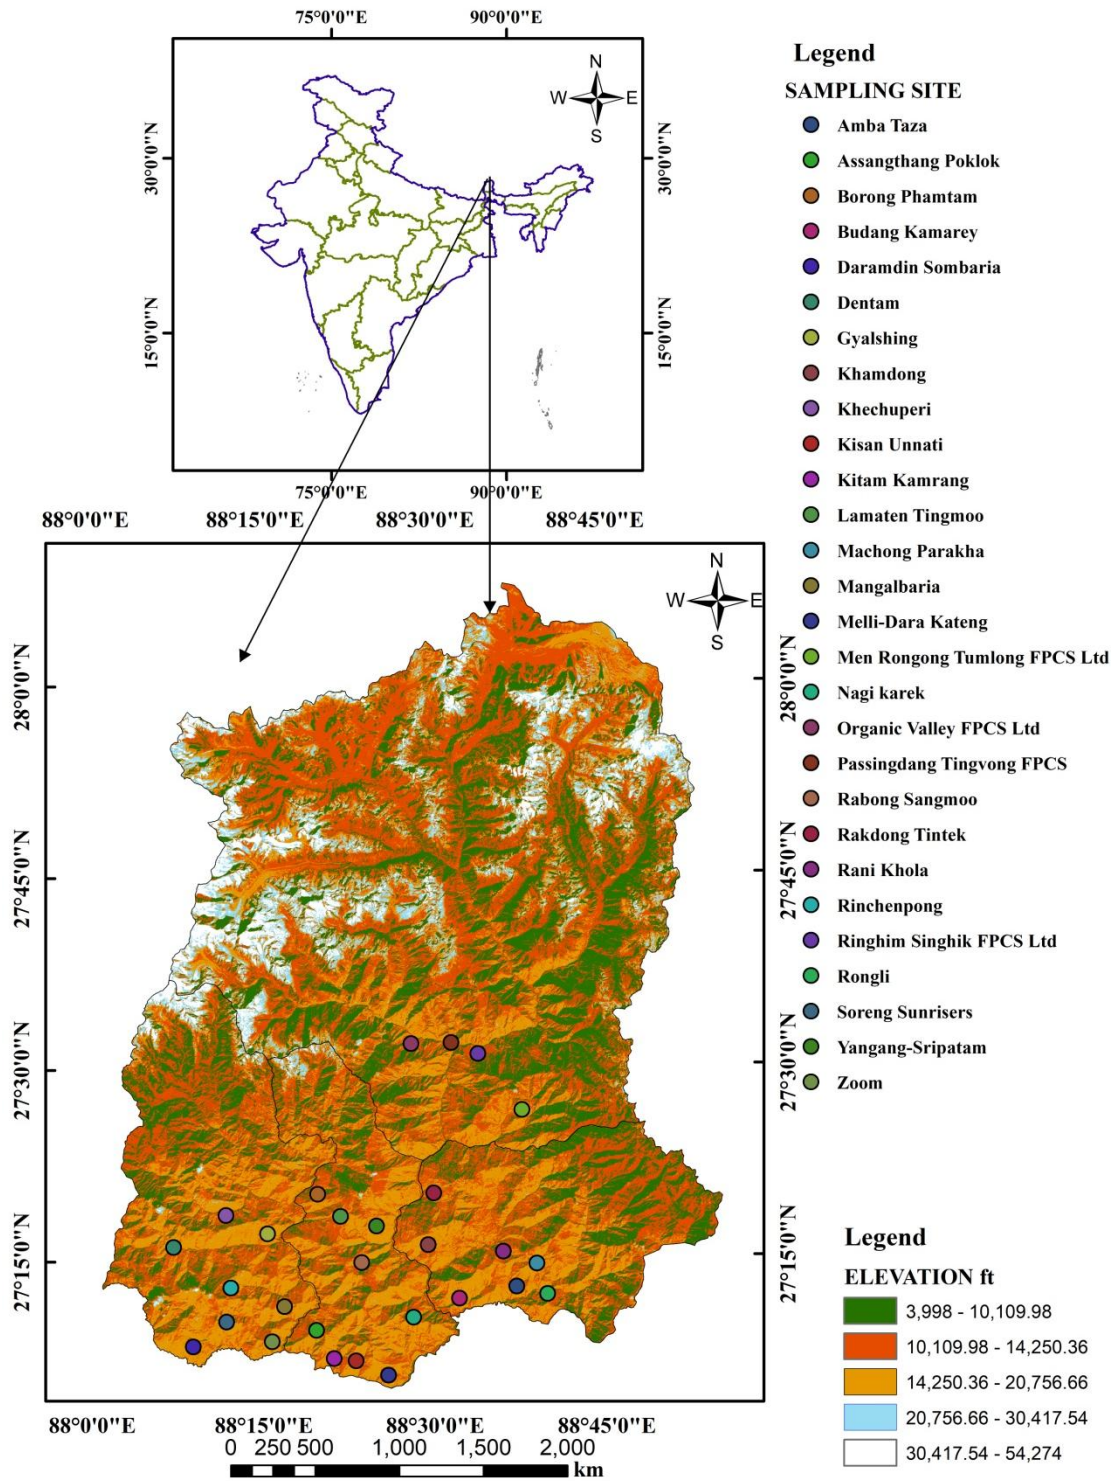 75°0'0"E 90°0'0"E
N
W E
S
30°0'0"N 30°0'0"N
15°0'0"N 15°0'0"N
75°0'0"E 90°0'0"E
Legend
SAMPLING SITE
Amba Taza
Assangthang Poklok
Borong Phamtam
Budang Kamarey
Daramdin Sombaria
Dentam
Gyalshing
Khamdong
Khechuperi
Kisan Unnati
Kitam Kamrang
Lamaten Tingmoo
Machong Parakha
Mangalbaria
Melli-Dara Kateng
Men Rongong Tumlong FPCS Ltd
Nagi karek
Organic Valley FPCS Ltd
Passingdang Tingvong FPCS
Rabong Sangmoo
Rakdong Tintek
Rani Khola
Rinchenpong
Ringhim Singhik FPCS Ltd
Rongli
Soreng Sunrisers
Yangang-Sripatam
Zoom
88°0'0"E 88°15'0"E 88°30'0"E 88°45'0"E
N
W E
S
28°0'0"N 28°0'0"N
27°45'0"N 27°45'0"N
27°30'0"N 27°30'0"N
27°15'0"N 27°15'0"N
88°0'0"E 88°15'0"E 88°30'0"E 88°45'0"E
0 250 500 1,000 1,500 2,000
km
Legend
ELEVATION ft
3,998 - 10,109.98
10,109.98 - 14,250.36
14,250.36 - 20,756.66
20,756.66 - 30,417.54
30,417.54 - 54,274